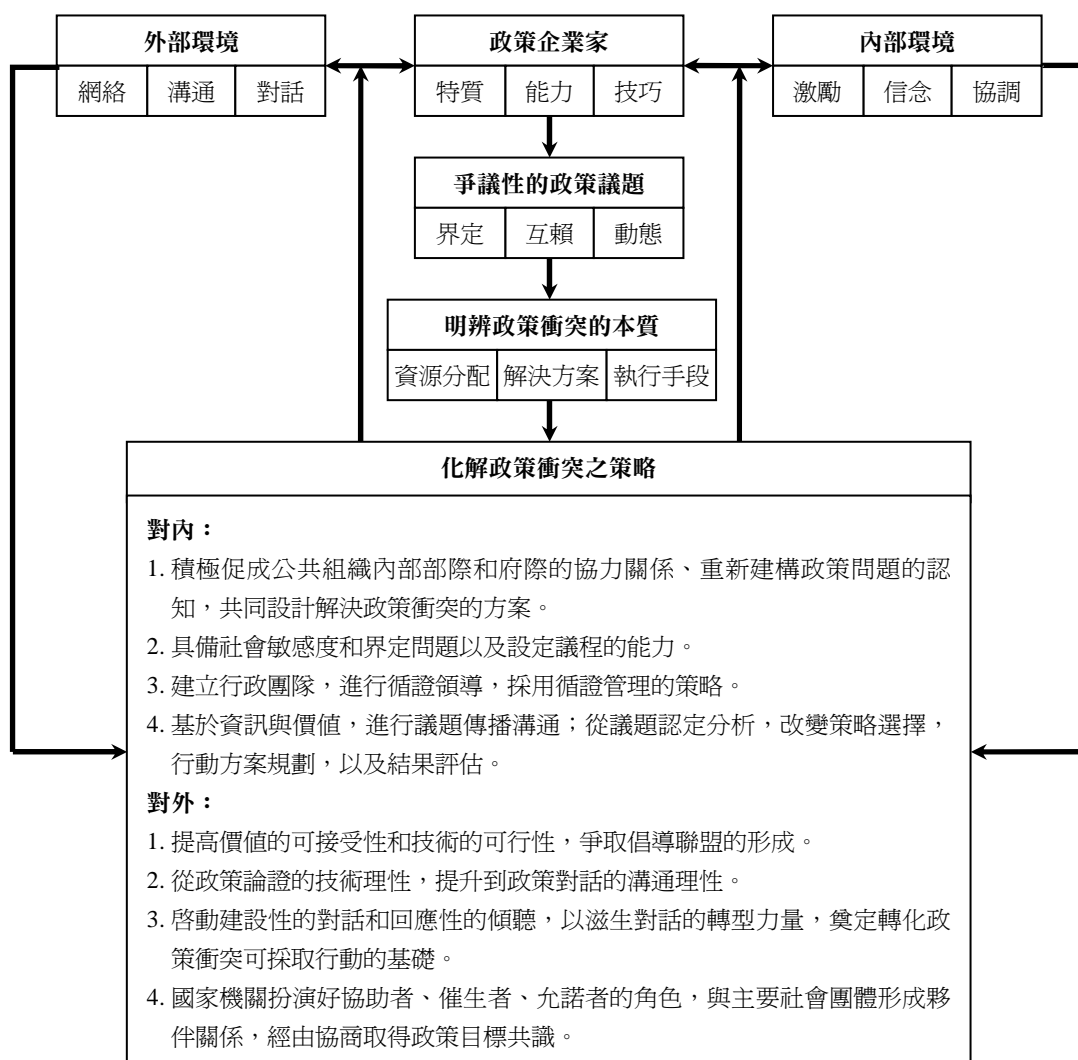 外部環境
網絡 溝通 對話
政策企業家
特質 能力 技巧
內部環境
激勵 信念 協調
爭議性的政策議題
界定 互賴 動態
明辨政策衝突的本質
資源分配 解決方案 執行手段
化解政策衝突之策略
對內：
1. 積極促成公共組織內部部際和府際的協力關係、重新建構政策問題的認
知，共同設計解決政策衝突的方案。
2. 具備社會敏感度和界定問題以及設定議程的能力。
3. 建立行政團隊，進行循證領導，採用循證管理的策略。
4. 基於資訊與價值，進行議題傳播溝通；從議題認定分析，改變策略選擇，
行動方案規劃，以及結果評估。
對外：
1. 提高價值的可接受性和技術的可行性，爭取倡導聯盟的形成。
2. 從政策論證的技術理性，提升到政策對話的溝通理性。
3. 啓動建設性的對話和回應性的傾聽，以滋生對話的轉型力量，奠定轉化政
策衝突可採取行動的基礎。
4. 國家機關扮演好協助者、催生者、允諾者的角色，與主要社會團體形成夥
伴關係，經由協商取得政策目標共識。